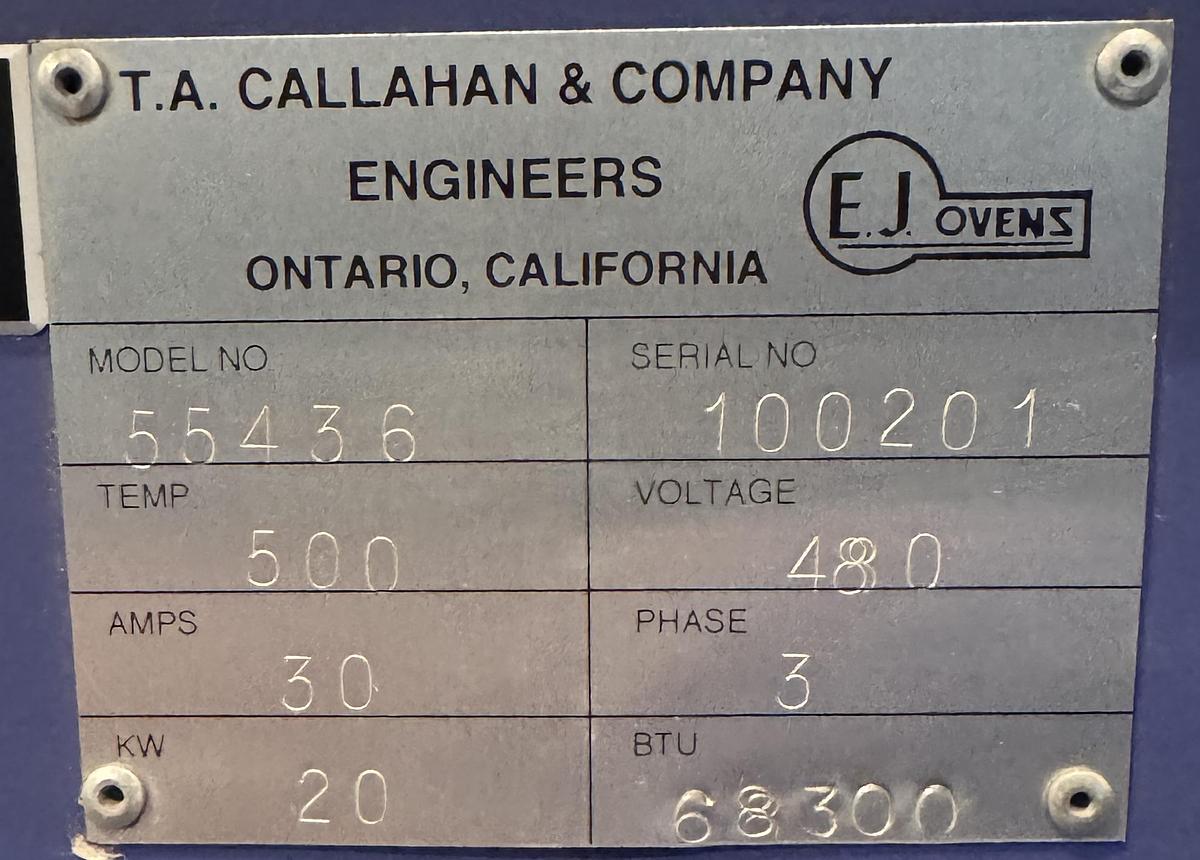 T.A. CALLAHAN & COMPANY
ENGINEERS
E.J. OVENS
ONTARIO, CALIFORNIA
MODEL NO
55436
SERIAL NO
100201
TEMP
500
VOLTAGE
480
AMPS
30
PHASE
3
KW
20
BTU
68300